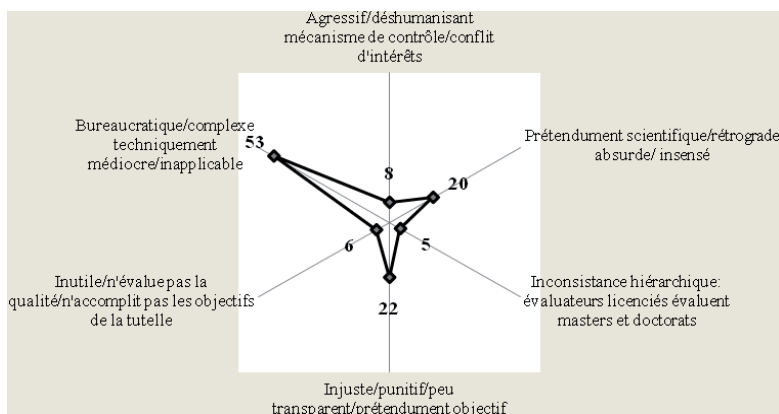 Agressif/déshumanisant
mécanisme de contrôle/conflit
d'intérêts
Bureaucratique/complexe
techniquement
médiocre/inapplicable
53
8
Prétendument scientifique/rétrograde
absurde/ insensé
20
6
5
Inutile/n'évalue pas la
qualité/n'accomplit pas les objectifs
de la tutelle
Inconsistance hiérarchique:
évaluateurs licenciés évaluent
masters et doctorats
22
Injuste/punitif/peu
transparent/prétendument objectif